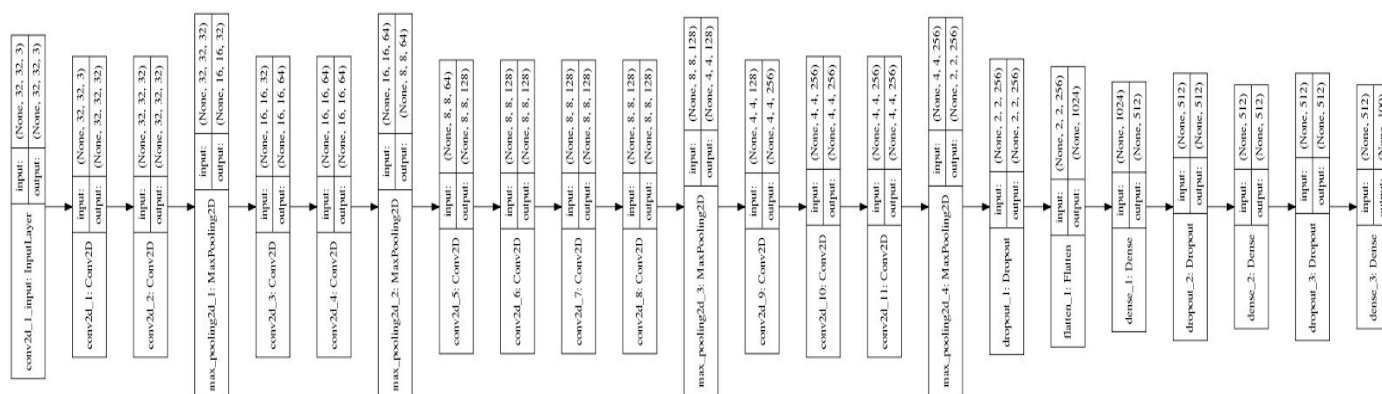 conv2d_1_input: InputLayer
input: (None, 32, 32, 3)
output: (None, 32, 32, 3)
conv2d_1: Conv2D
input: (None, 32, 32, 3)
output: (None, 32, 32, 32)
conv2d_2: Conv2D
input: (None, 32, 32, 32)
output: (None, 32, 32, 32)
max_pooling2d_1: MaxPooling2D
input: (None, 32, 32, 32)
output: (None, 16, 16, 32)
conv2d_3: Conv2D
input: (None, 16, 16, 32)
output: (None, 16, 16, 64)
conv2d_4: Conv2D
input: (None, 16, 16, 64)
output: (None, 16, 16, 64)
max_pooling2d_2: MaxPooling2D
input: (None, 16, 16, 64)
output: (None, 8, 8, 64)
conv2d_5: Conv2D
input: (None, 8, 8, 64)
output: (None, 8, 8, 128)
conv2d_6: Conv2D
input: (None, 8, 8, 128)
output: (None, 8, 8, 128)
conv2d_7: Conv2D
input: (None, 8, 8, 128)
output: (None, 8, 8, 128)
conv2d_8: Conv2D
input: (None, 8, 8, 128)
output: (None, 8, 8, 128)
max_pooling2d_3: MaxPooling2D
input: (None, 8, 8, 128)
output: (None, 4, 4, 128)
conv2d_9: Conv2D
input: (None, 4, 4, 128)
output: (None, 4, 4, 256)
conv2d_10: Conv2D
input: (None, 4, 4, 256)
output: (None, 4, 4, 256)
conv2d_11: Conv2D
input: (None, 4, 4, 256)
output: (None, 4, 4, 256)
max_pooling2d_4: MaxPooling2D
input: (None, 4, 4, 256)
output: (None, 2, 2, 256)
dropout_1: Dropout
input: (None, 2, 2, 256)
output: (None, 2, 2, 256)
flatten_1: Flatten
input: (None, 2, 2, 256)
output: (None, 1024)
dense_1: Dense
input: (None, 1024)
output: (None, 512)
dropout_2: Dropout
input: (None, 512)
output: (None, 512)
dense_2: Dense
input: (None, 512)
output: (None, 512)
dropout_3: Dropout
input: (None, 512)
output: (None, 512)
dense_3: Dense
input: (None, 512)
output: (None, 100)